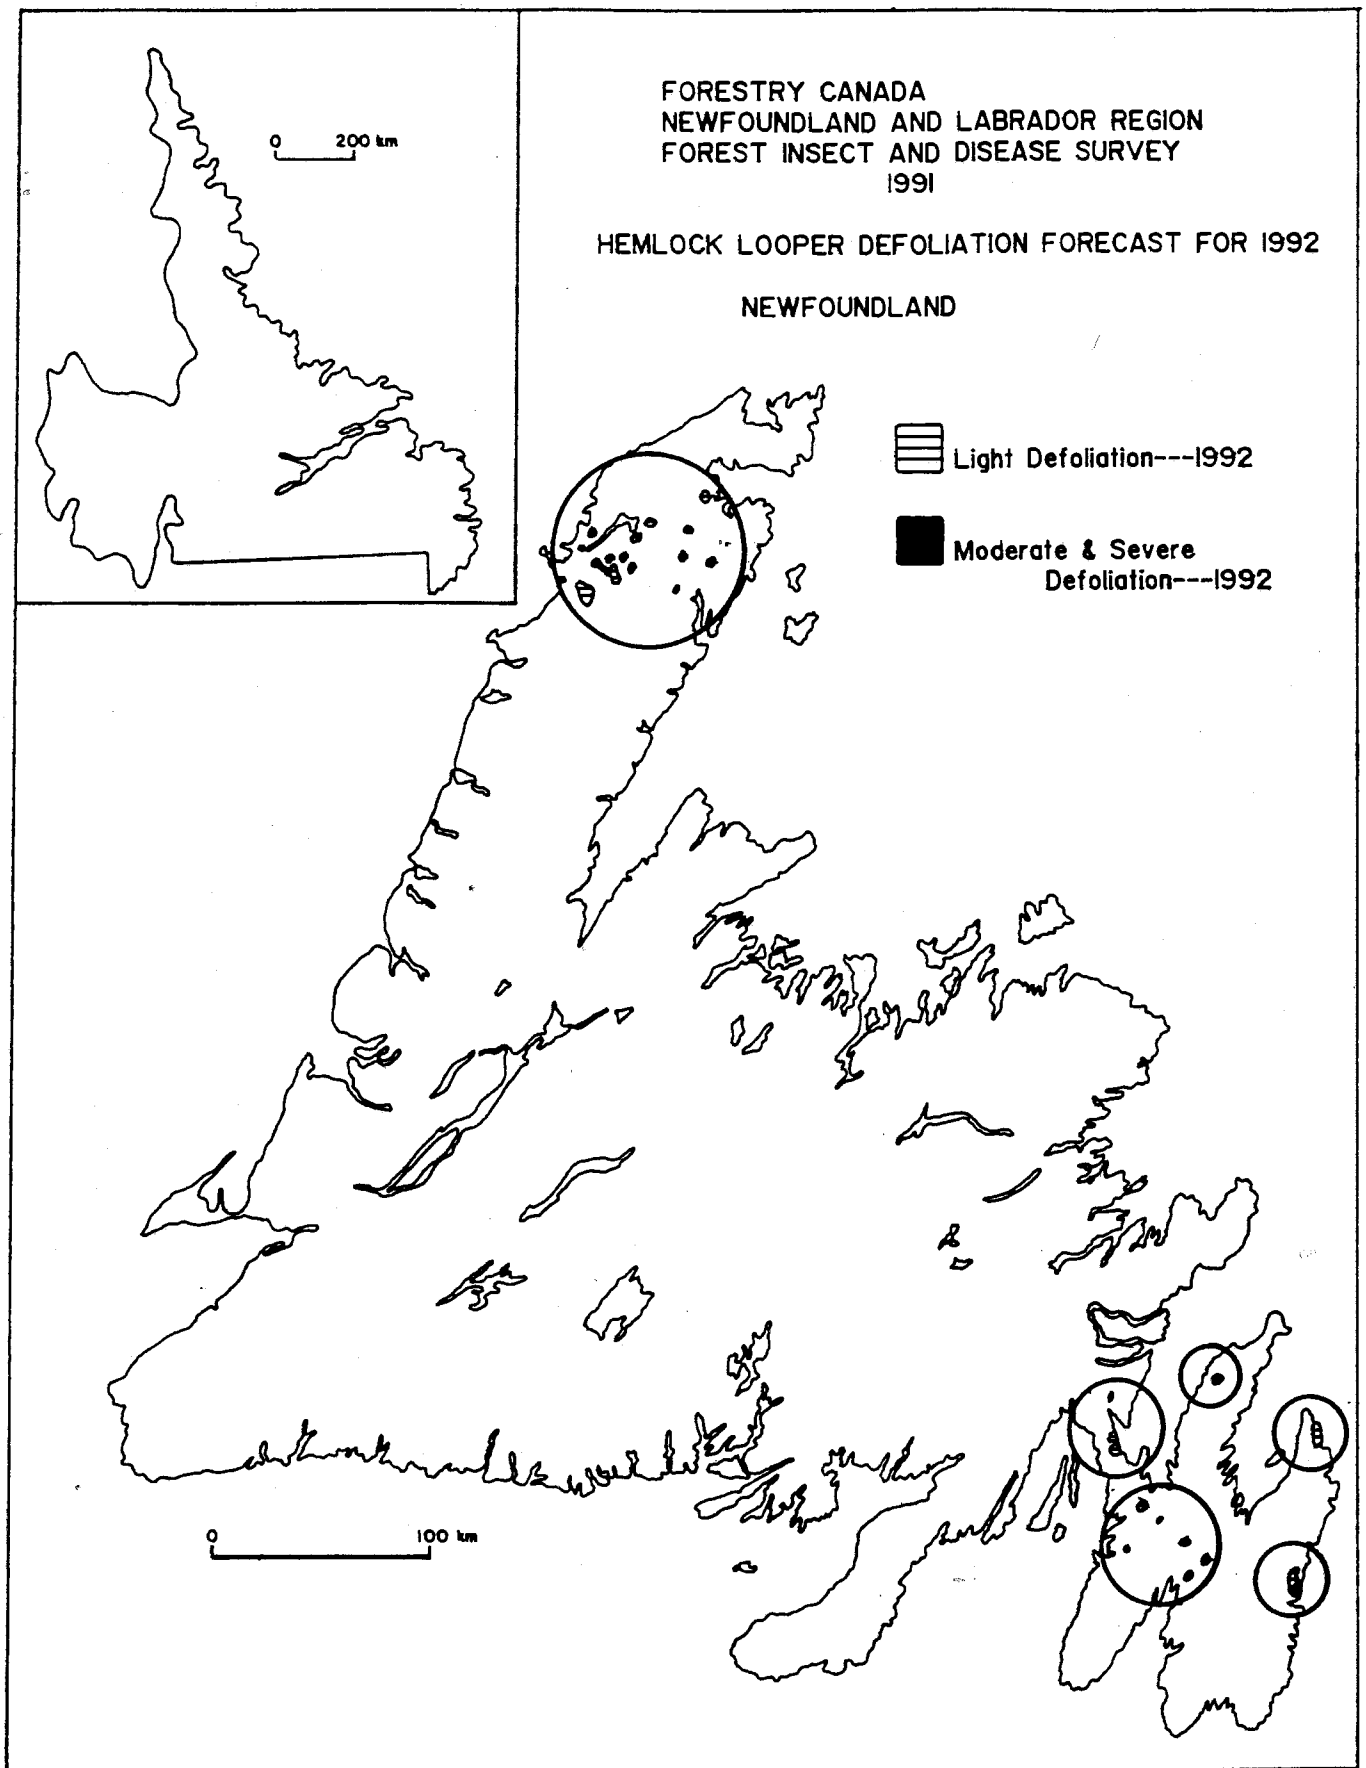 0 200 km
FORESTRY CANADA
NEWFOUNDLAND AND LABRADOR REGION
FOREST INSECT AND DISEASE SURVEY
1991
HEMLOCK LOOPER DEFOLIATION FORECAST FOR 1992
NEWFOUNDLAND
Light Defoliation---1992
Moderate & Severe
Defoliation---1992
0 100 km